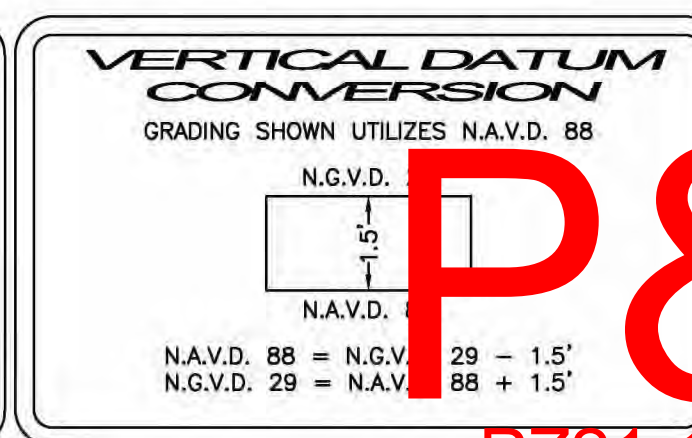 VERTICAL DATUM
CONVERSION
GRADING SHOWN UTILIZES N.A.V.D. 88
N.G.V.D.
1.5'
N.A.V.D.
N.A.V.D. 88 = N.G.V. 29 - 1.5'
N.G.V.D. 29 = N.A.V. 88 + 1.5'
P8